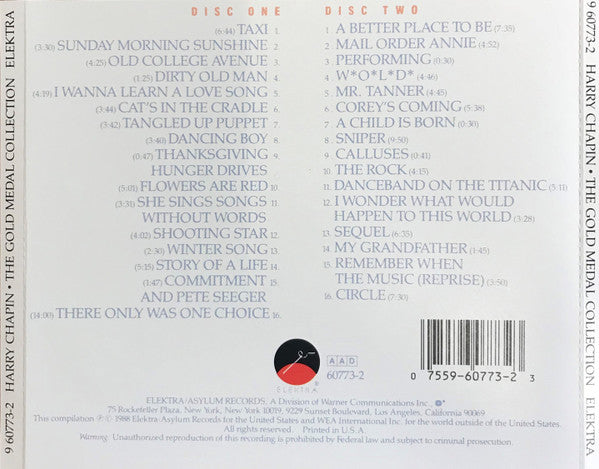 DISC ONE
(6:44) TAXI 1.
(3:30) SUNDAY MORNING SUNSHINE 2.
(4:25) OLD COLLEGE AVENUE 3.
(1:25) DIRTY OLD MAN 4.
(4:19) I WANNA LEARN A LOVE SONG 5.
(3:44) CAT'S IN THE CRADLE 6.
(3:42) TANGLED UP PUPPET 7.
(3:40) DANCING BOY 8.
(0:47) THANKSGIVING 9.
HUNGER DRIVES
(5:01) FLOWERS ARE RED 10.
(3:31) SHE SINGS SONGS 11.
WITHOUT WORDS
(4:02) SHOOTING STAR 12.
(2:30) WINTER SONG 13.
(5:15) STORY OF A LIFE 14.
(1:47) COMMITMENT 15.
AND PETE SEEGER
(14:00) THERE ONLY WAS ONE CHOICE 16.
DISC TWO
1. A BETTER PLACE TO BE (7:35)
2. MAIL ORDER ANNIE (4:52)
3. PERFORMING (0:30)
4. W*O*L*D* (4:46)
5. MR. TANNER (4:15)
6. COREY'S COMING (5:38)
7. A CHILD IS BORN (0:30)
8. SNIPER (9:50)
9. CALLUSES (0:41)
10. THE ROCK (4:15)
11. DANCEBAND ON THE TITANIC (5:11)
12. I WONDER WHAT WOULD
HAPPEN TO THIS WORLD (3:28)
13. SEQUEL (6:35)
14. MY GRANDFATHER (1:45)
15. REMEMBER WHEN
THE MUSIC (REPRISE) (3:50)
16. CIRCLE (7:30)
ELEKTRA ®
AAD
60773-2
0 7559-60773-2 3
ELEKTRA/ASYLUM RECORDS, A Division of Warner Communications Inc.
75 Rockefeller Plaza, New York, New York 10019, 9229 Sunset Boulevard, Los Angeles, California 90069
This compilation ℗ © 1988 Elektra/Asylum Records for the United States and WEA International Inc. for the world outside of the United States.
All rights reserved. Printed in U.S.A.
Warning: Unauthorized reproduction of this recording is prohibited by Federal law and subject to criminal prosecution.
9 60773-2 HARRY CHAPIN • THE GOLD MEDAL COLLECTION ELEKTRA
9 60773-2 HARRY CHAPIN • THE GOLD MEDAL COLLECTION ELEKTRA